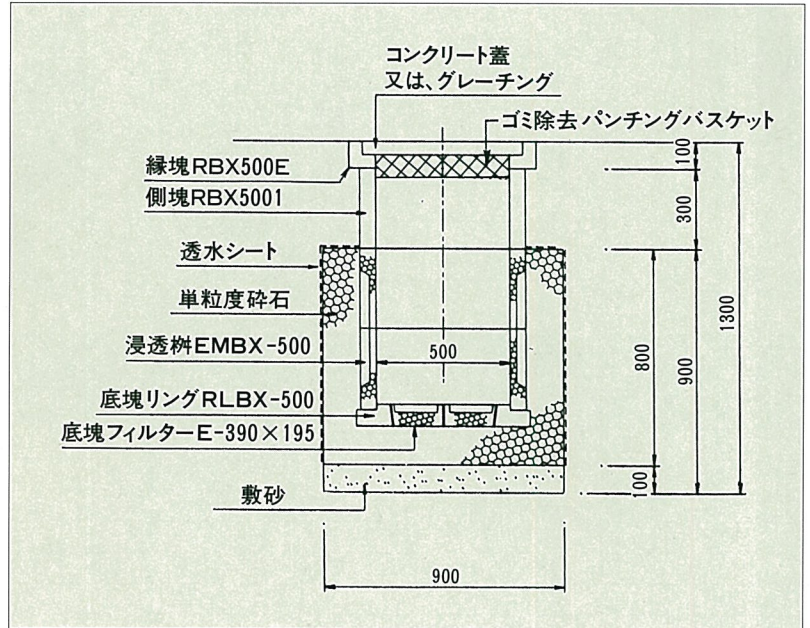 コンクリート蓋
又は、グレーチング
ゴミ除去パンチングバスケット
縁塊RBX500E
側塊RBX5001
透水シート
単粒度砕石
浸透桝EMBX-500
底塊リングRLBX-500
底塊フィルターE-390×195
敷砂
500
900
100
300
800
900
100
1300